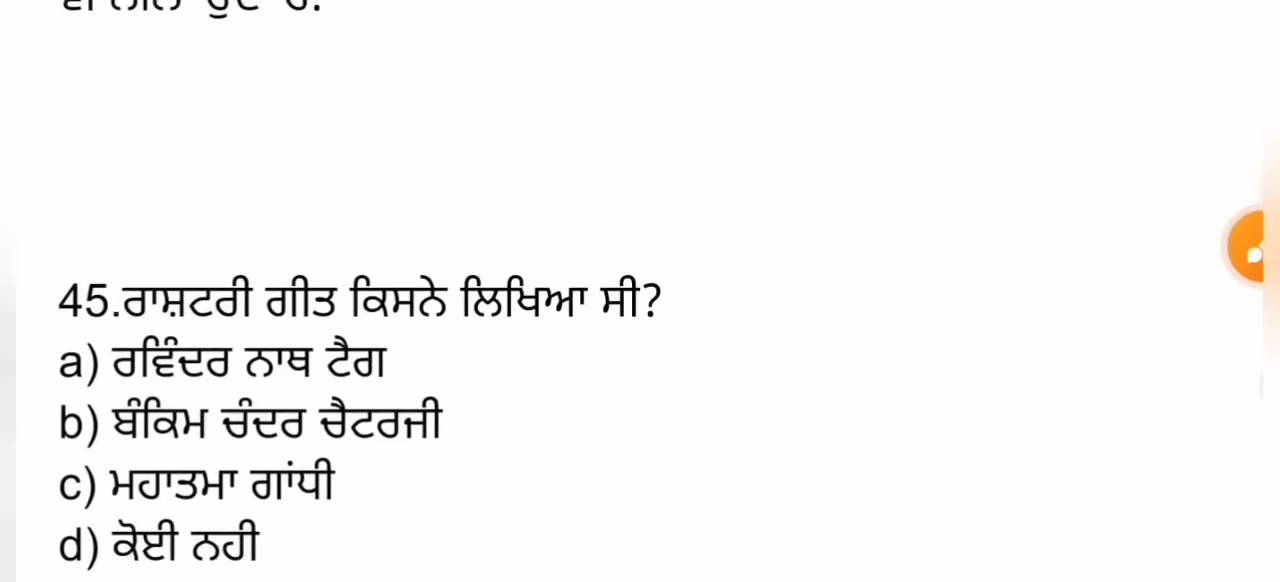 45.ਰਾਸ਼ਟਰੀ ਗੀਤ ਕਿਸਨੇ ਲਿਖਿਆ ਸੀ?
a) ਰਵਿੰਦਰ ਨਾਥ ਟੈਗ
b) ਬੰਕਿਮ ਚੰਦਰ ਚੈਟਰਜੀ
c) ਮਹਾਤਮਾ ਗਾਂਧੀ
d) ਕੋਈ ਨਹੀ